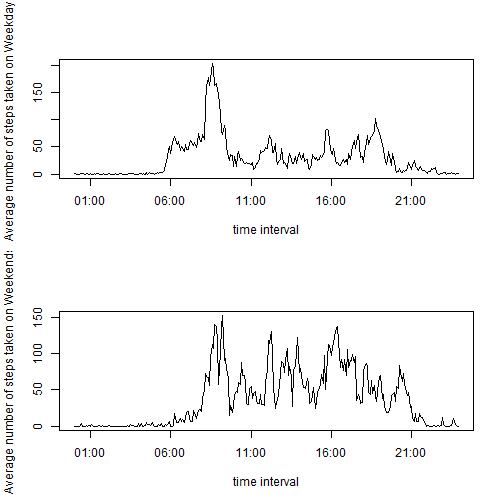 Average number of steps taken on Weekday
150
50
0
01:00 06:00 11:00 16:00 21:00
time interval
Average number of steps taken on Weekend:
150
100
50
0
01:00 06:00 11:00 16:00 21:00
time interval